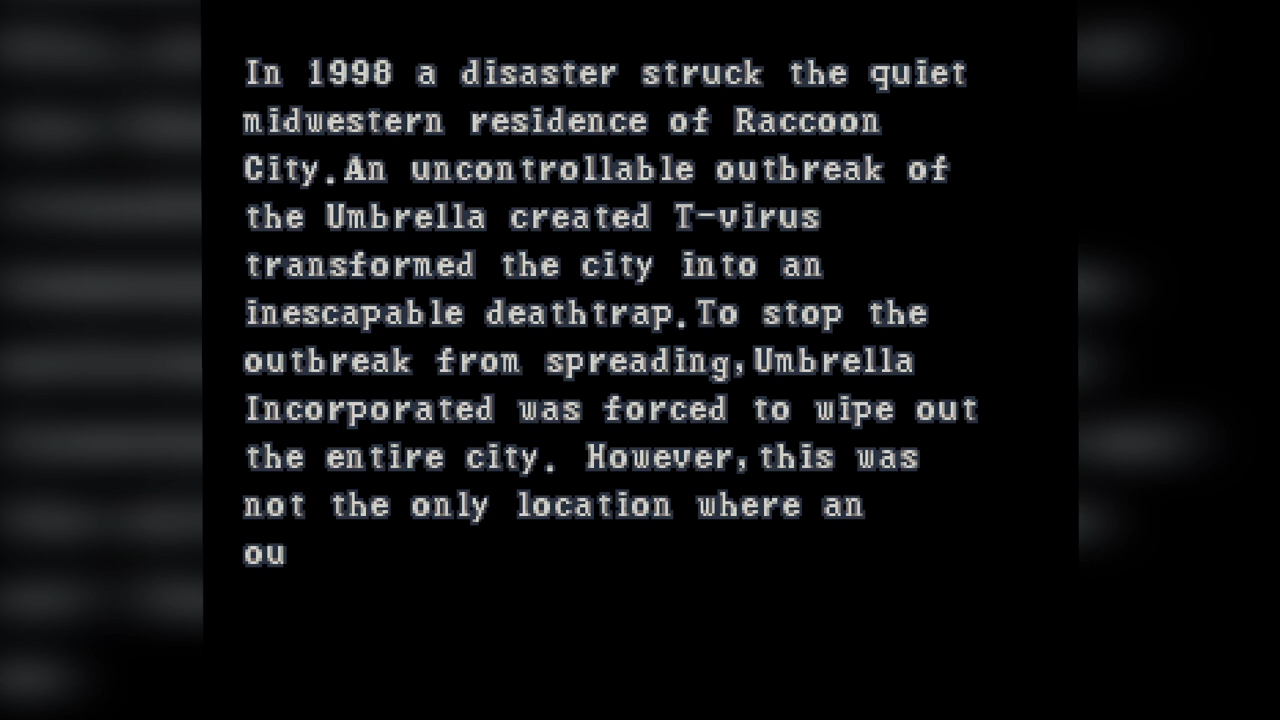 In 1998 a disaster struck the quiet
midwestern residence of Raccoon
City.An uncontrollable outbreak of
the Umbrella created T-virus
transformed the city into an
inescapable deathtrap.To stop the
outbreak from spreading,Umbrella
Incorporated was forced to wipe out
the entire city. However,this was
not the only location where an
ou